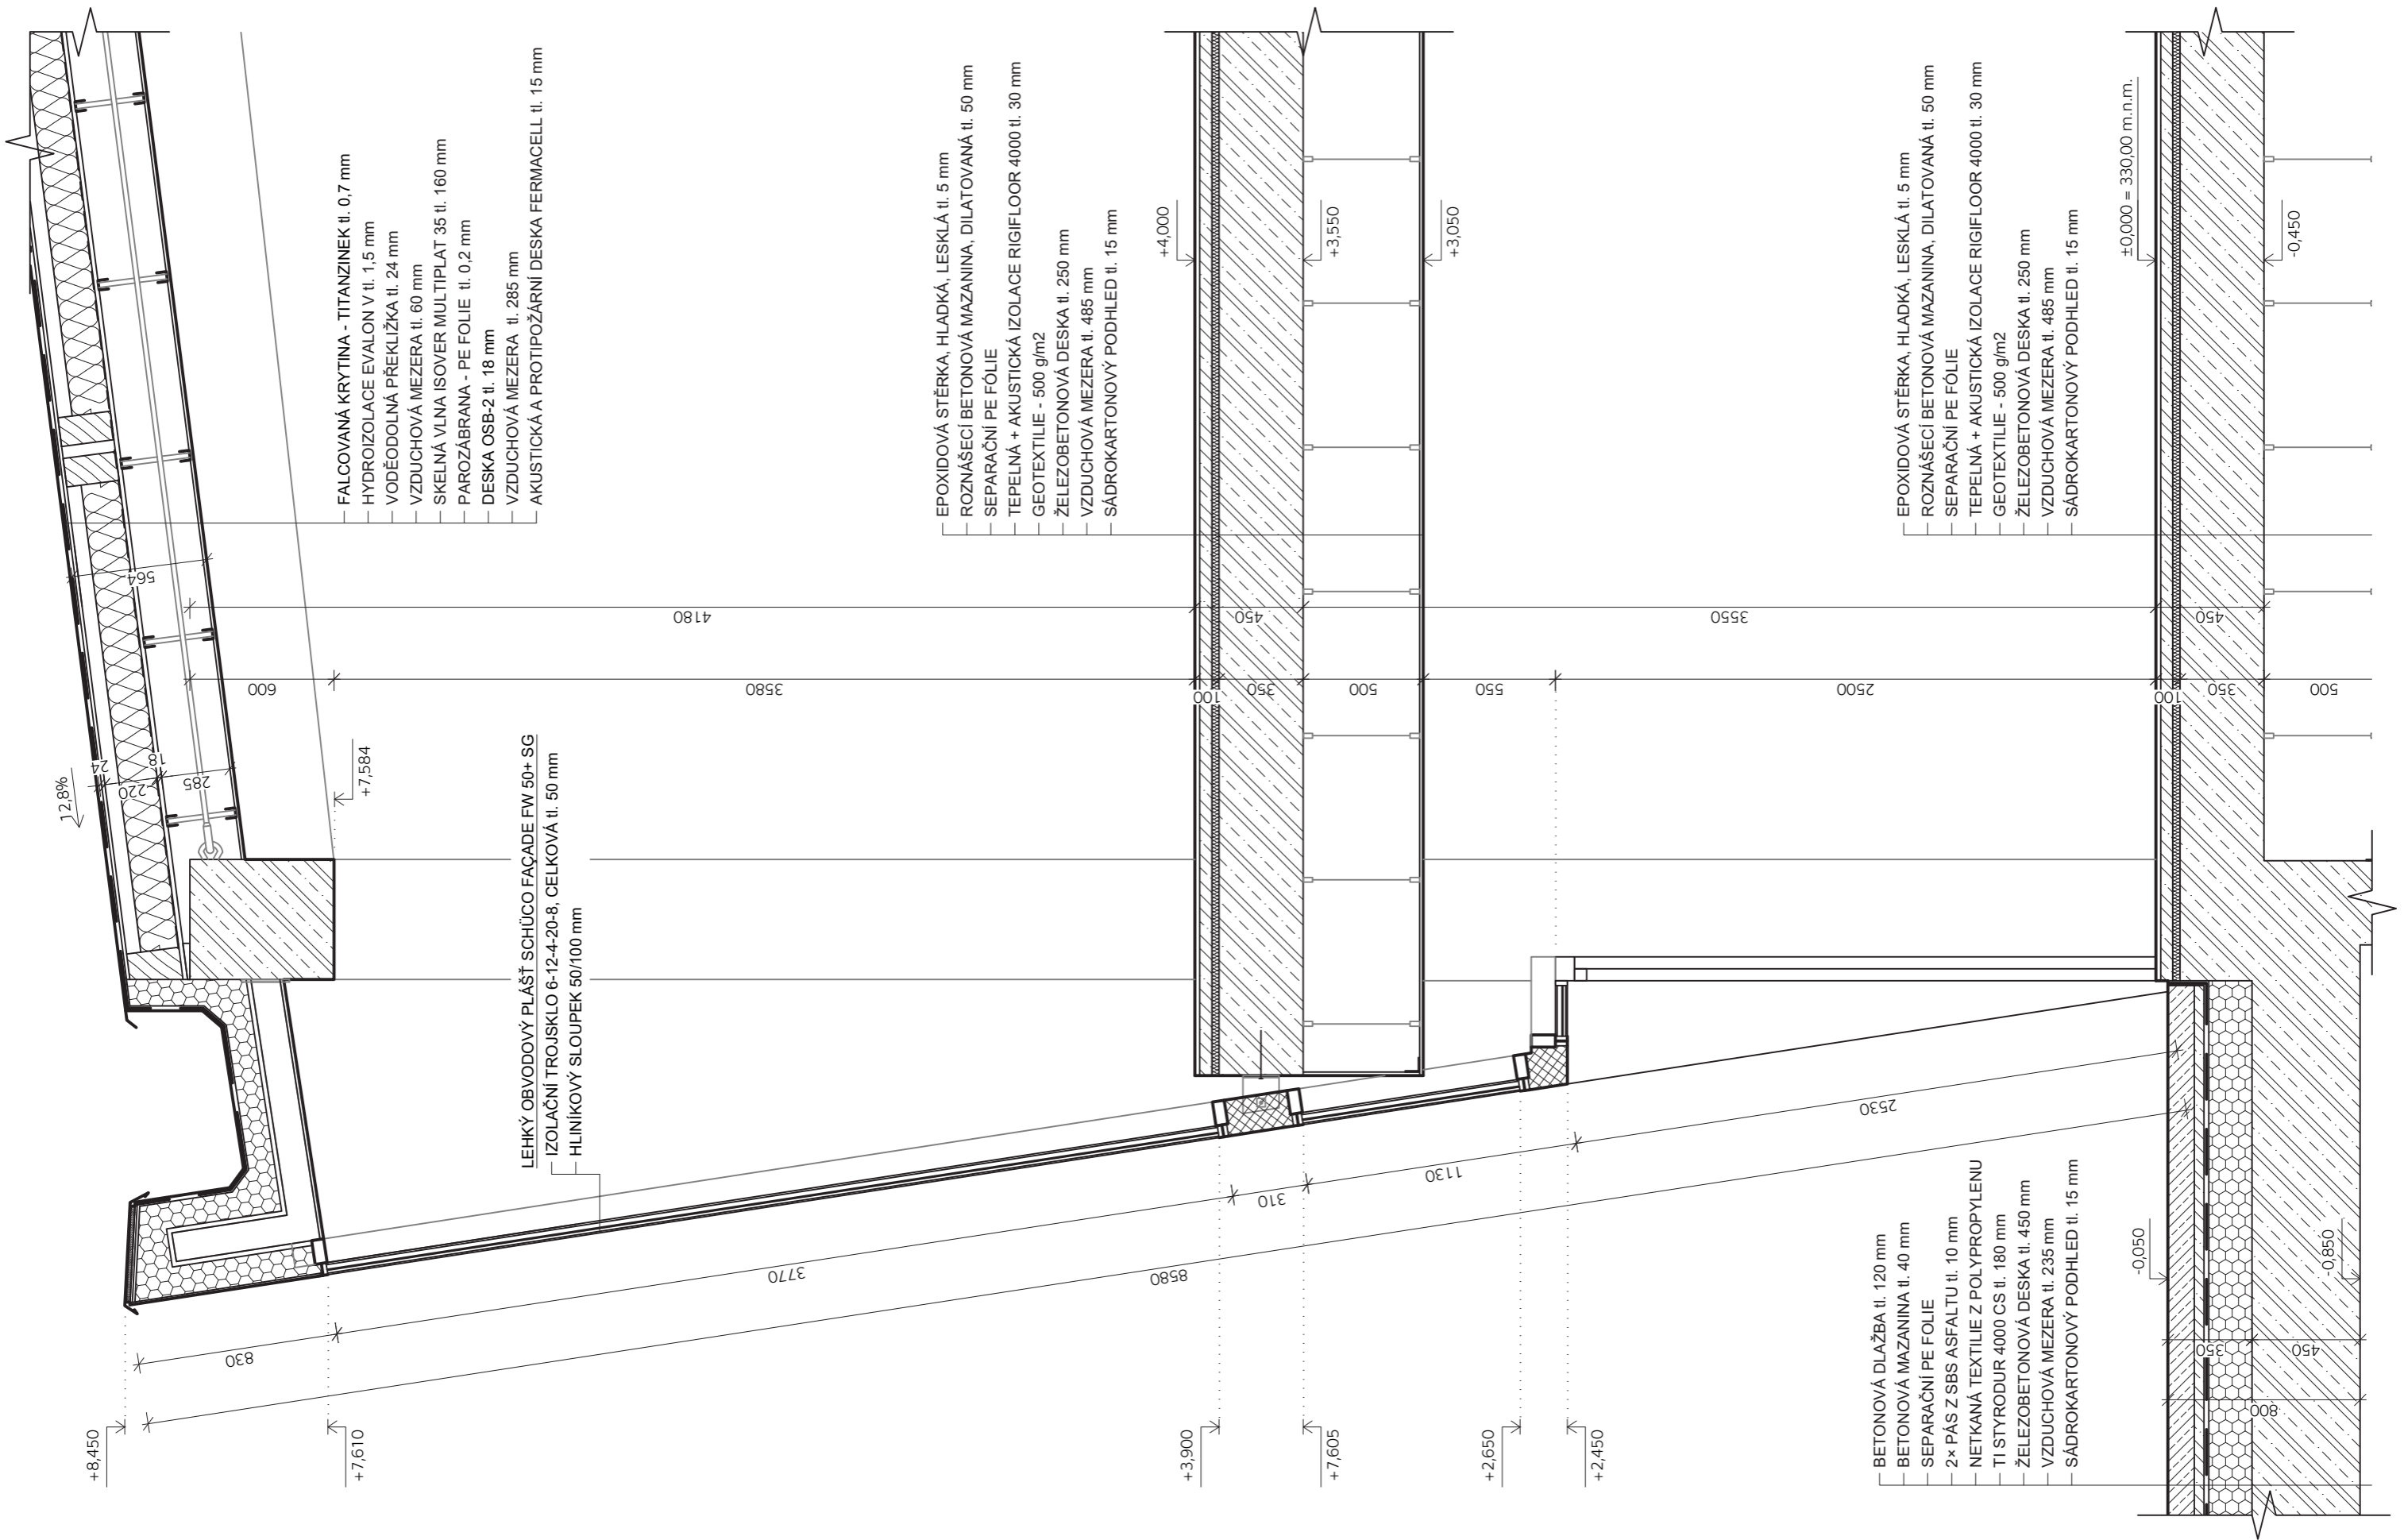 12,8%
24
220
18
285
564
FALCOVANÁ KRYTINA - TITANZINEK tl. 0,7 mm
HYDROIZOLACE EVALON V tl. 1,5 mm
VODĚODOLNÁ PŘEKLIŽKA tl. 24 mm
VZDUCHOVÁ MEZERA tl. 60 mm
SKELNÁ VLNA ISOVER MULTIPLAT 35 tl. 160 mm
PAROZÁBRANA - PE FOLIE tl. 0,2 mm
DESKA OSB-2 tl. 18 mm
VZDUCHOVÁ MEZERA tl. 285 mm
AKUSTICKÁ A PROTIPOŽÁRNÍ DESKA FERMACELL tl. 15 mm
+7,584
600
4180
3580
LEHKÝ OBVODOVÝ PLÁŠŤ SCHÜCO FAÇADE FW 50+ SG
IZOLAČNÍ TROJSKLO 6-12-4-20-8, CELKOVÁ tl. 50 mm
HLINÍKOVÝ SLOUPEK 50/100 mm
EPOXIDOVÁ STĚRKA, HLADKÁ, LESKLÁ tl. 5 mm
ROZNÁŠECÍ BETONOVÁ MAZANINA, DILATOVANÁ tl. 50 mm
SEPARAČNÍ PE FÓLIE
TEPELNÁ + AKUSTICKÁ IZOLACE RIGIFLOOR 4000 tl. 30 mm
GEOTEXTILIE - 500 g/m2
ŽELEZOBETONOVÁ DESKA tl. 250 mm
VZDUCHOVÁ MEZERA tl. 485 mm
SÁDROKARTONOVÝ PODHLED tl. 15 mm
+4,000
+3,550
+3,050
450
100
350
500
550
3550
2500
EPOXIDOVÁ STĚRKA, HLADKÁ, LESKLÁ tl. 5 mm
ROZNÁŠECÍ BETONOVÁ MAZANINA, DILATOVANÁ tl. 50 mm
SEPARAČNÍ PE FÓLIE
TEPELNÁ + AKUSTICKÁ IZOLACE RIGIFLOOR 4000 tl. 30 mm
GEOTEXTILIE - 500 g/m2
ŽELEZOBETONOVÁ DESKA tl. 250 mm
VZDUCHOVÁ MEZERA tl. 485 mm
SÁDROKARTONOVÝ PODHLED tl. 15 mm
±0,000 = 330,00 m.n.m.
-0,450
450
100
350
500
830
3770
310
1130
2530
8580
+8,450
+7,610
+3,900
+7,605
+2,650
+2,450
BETONOVÁ DLAŽBA tl. 120 mm
BETONOVÁ MAZANINA tl. 40 mm
SEPARAČNÍ PE FOLIE
2× PÁS Z SBS ASFALTU tl. 10 mm
NETKANÁ TEXTILIE Z POLYPROPYLENU
TI STYRODUR 4000 CS tl. 180 mm
ŽELEZOBETONOVÁ DESKA tl. 450 mm
VZDUCHOVÁ MEZERA tl. 235 mm
SÁDROKARTONOVÝ PODHLED tl. 15 mm
-0,050
-0,850
350
450
800